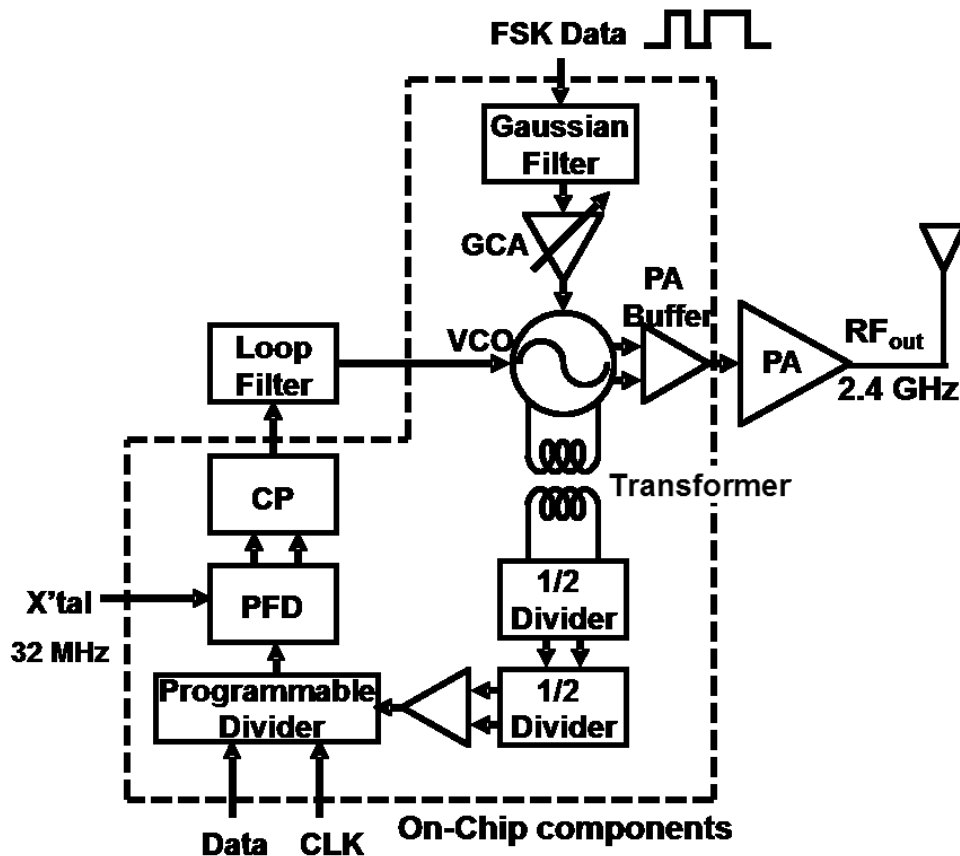 FSK Data
Gaussian
Filter
GCA
PA
Buffer
VCO
Loop
Filter
PA
RFout
2.4 GHz
CP
Transformer
X'tal
PFD
32 MHz
1/2
Divider
Programmable
Divider
1/2
Divider
Data
CLK
On-Chip components